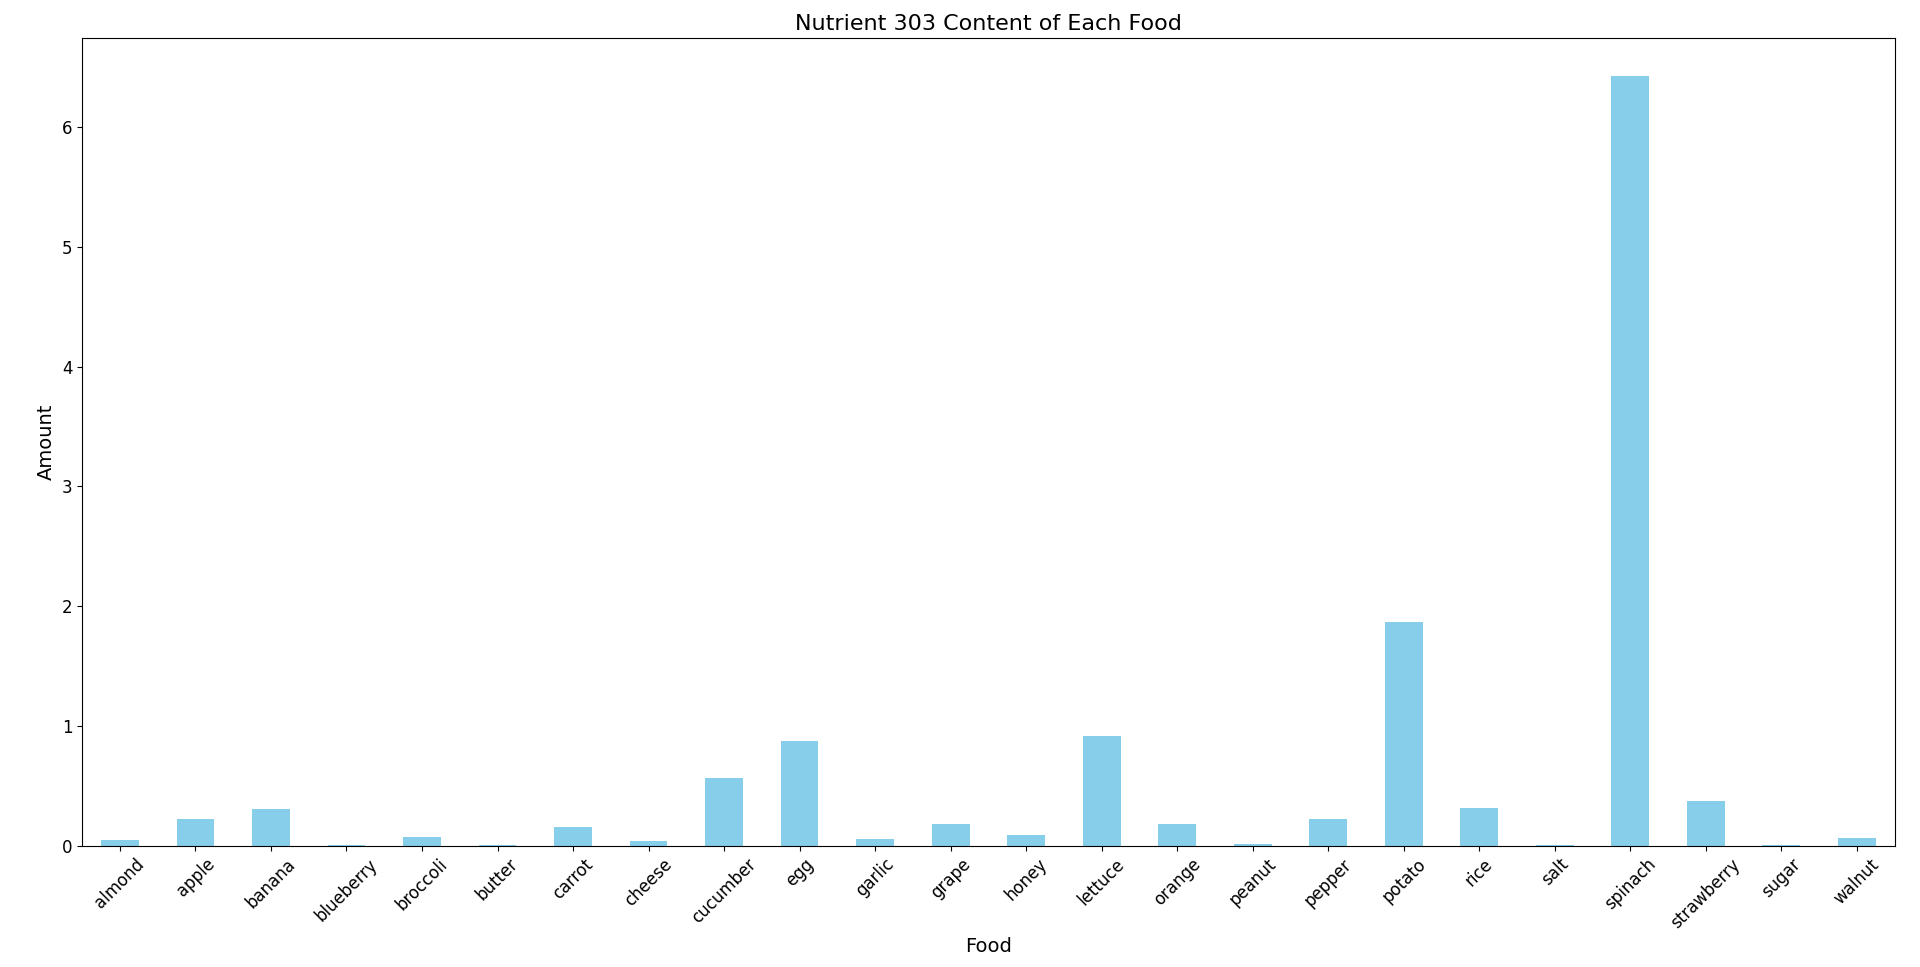 Nutrient 303 Content of Each Food
Amount
6
5
4
3
2
1
0
almond
apple
banana
blueberry
broccoli
butter
carrot
cheese
cucumber
egg
garlic
grape
honey
lettuce
orange
peanut
pepper
potato
rice
salt
spinach
strawberry
sugar
walnut
Food